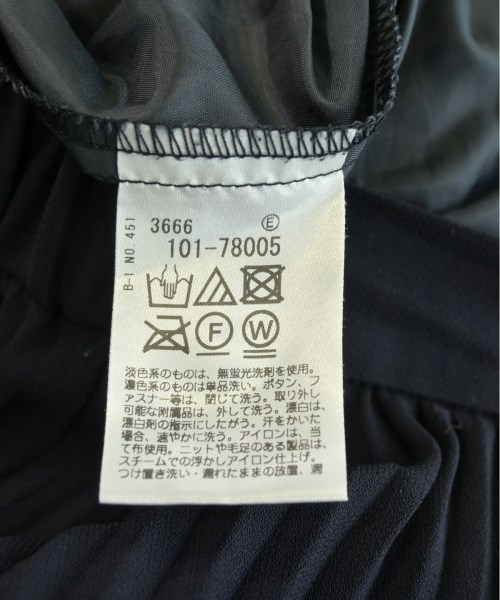 3666 Ⓔ
101-78005
B-1 NO. 451
F W
淡色系のものは、無蛍光洗剤を使用。
濃色系のものは単品洗い。ボタン、フ
ァスナー等は、閉じて洗う。取り外し
可能な附属品は、外して洗う。漂白は、
漂白剤の指示にしたがう。汗をかいた
場合、速やかに洗う。アイロンは、当
て布使用。ニットや毛足のある製品は、
スチームでの浮かしアイロン仕上げ。
つけ置き洗い・濡れたままの放置、過